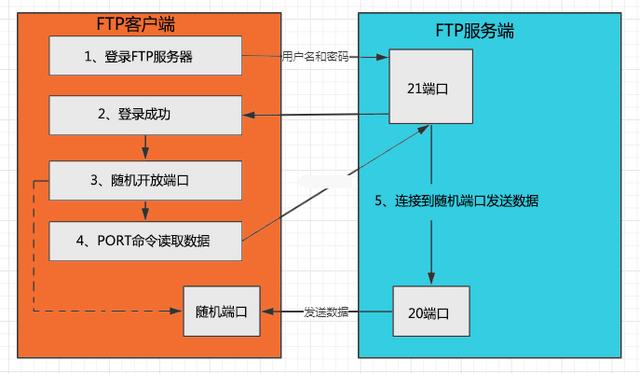 FTP客户端
FTP服务端
1、登录FTP服务器
用户名和密码
21端口
2、登录成功
3、随机开放端口
5、连接到随机端口发送数据
4、PORT命令读取数据
随机端口
发送数据
20端口